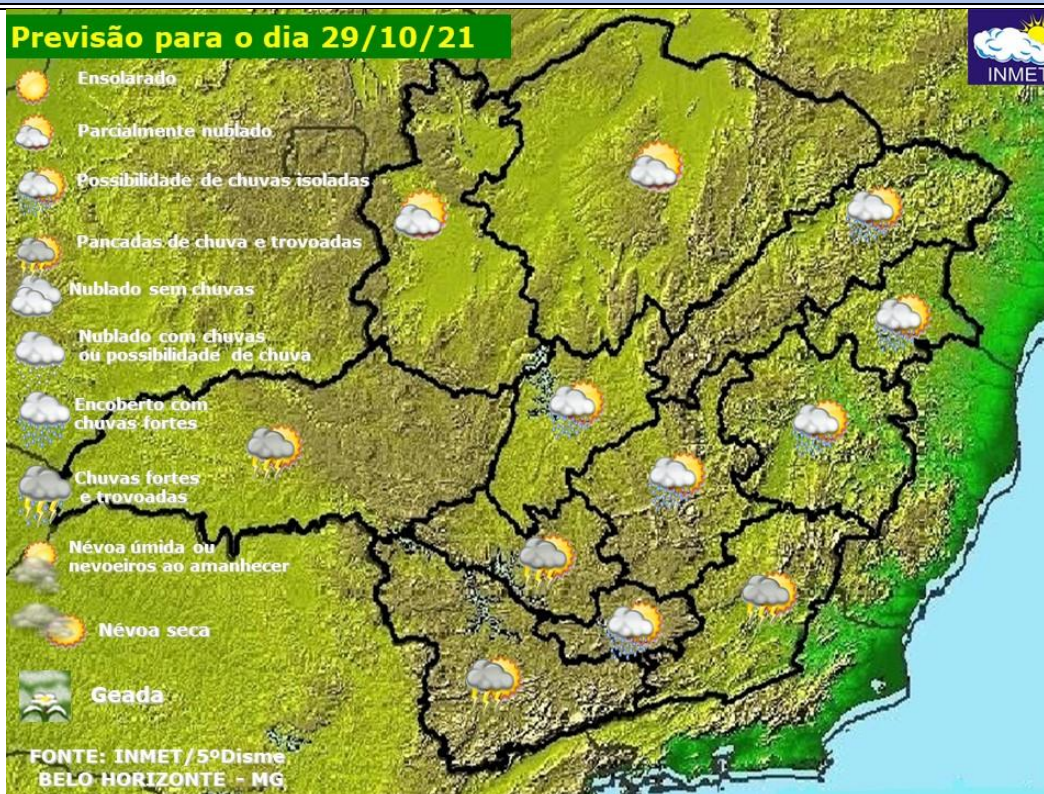 Previsão para o dia 29/10/21
INMET
Ensolarado
Parcialmente nublado
Possibilidade de chuvas isoladas
Pancadas de chuva e trovoadas
Nublado sem chuvas
Nublado com chuvas
ou possibilidade de chuva
Encoberto com
chuvas fortes
Chuvas fortes
e trovoadas
Névoa úmida ou
nevoeiros ao amanhecer
Névoa seca
Geada
FONTE: INMET/5ºDisme
BELO HORIZONTE - MG